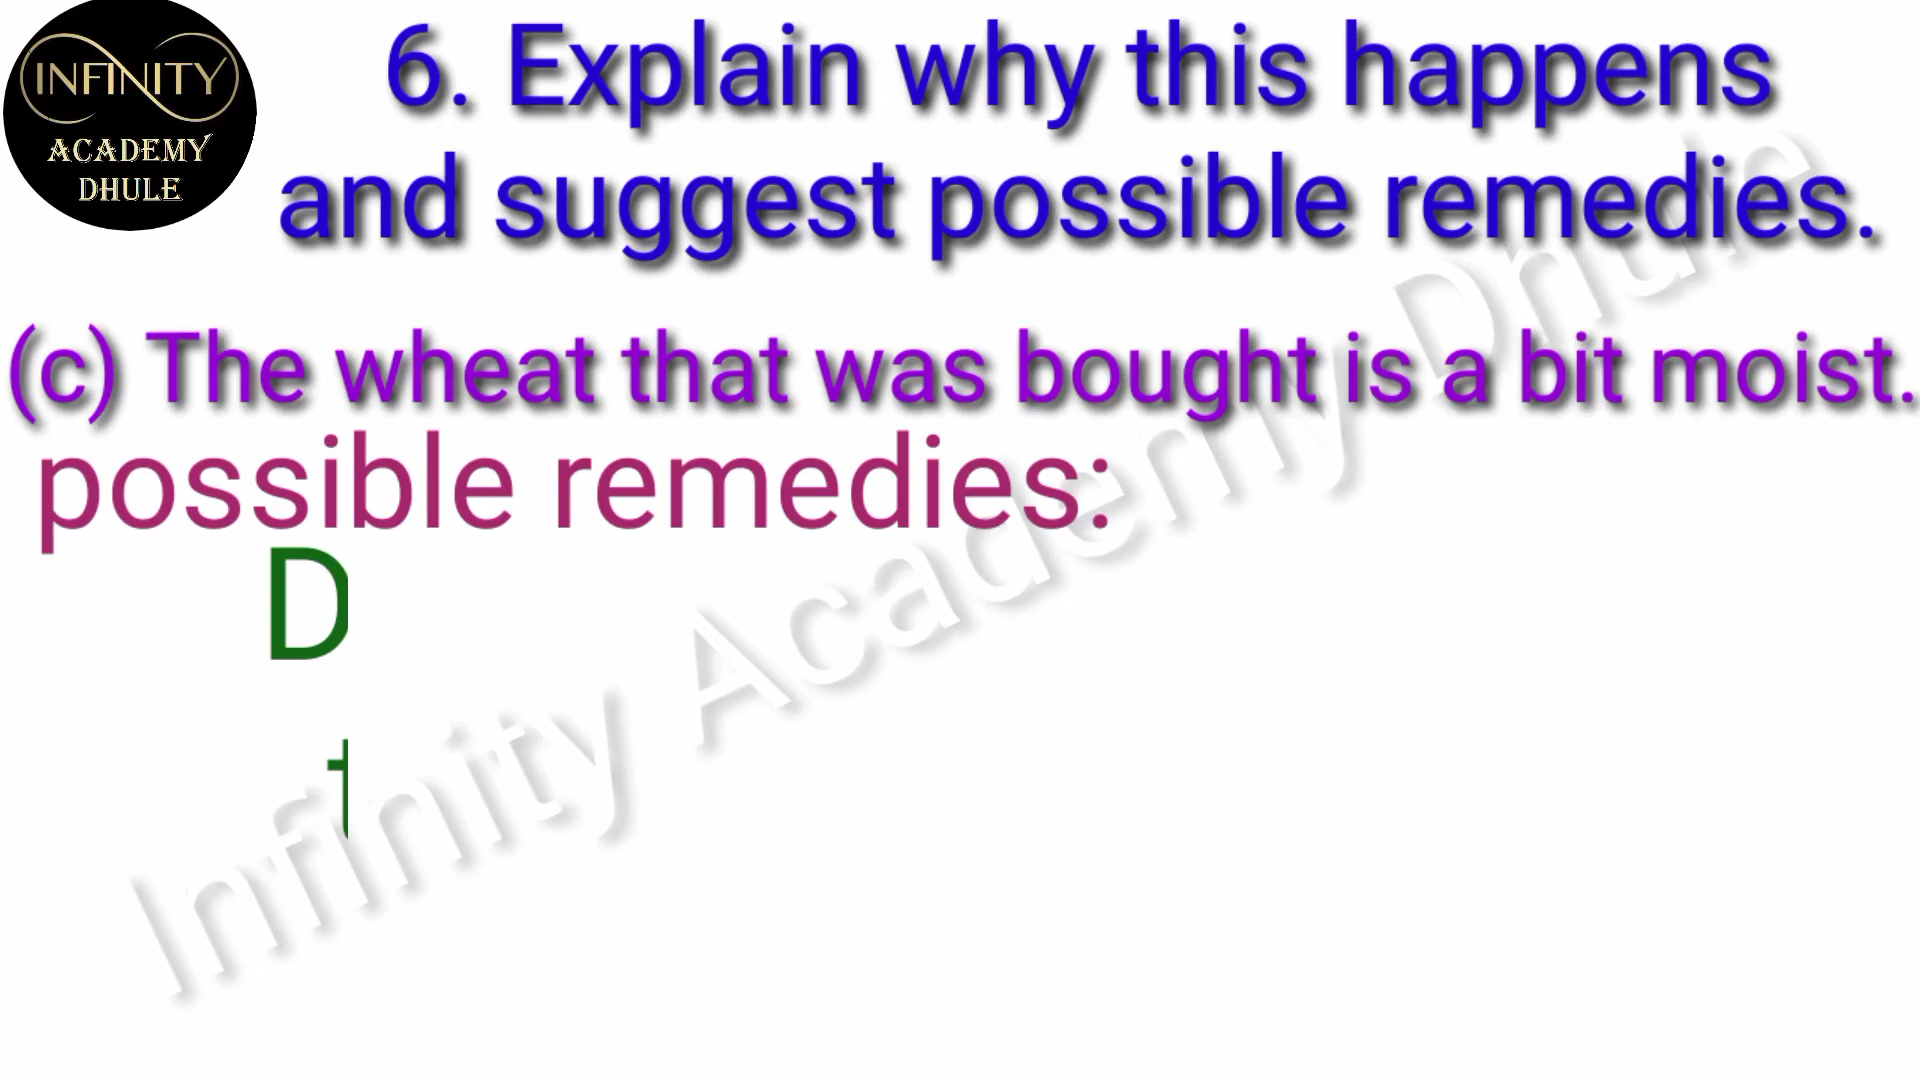 INFINITY
ACADEMY
DHULE
6. Explain why this happens
and suggest possible remedies.
(c) The wheat that was bought is a bit moist.
possible remedies:
D
t
Infinity Academy Dhule